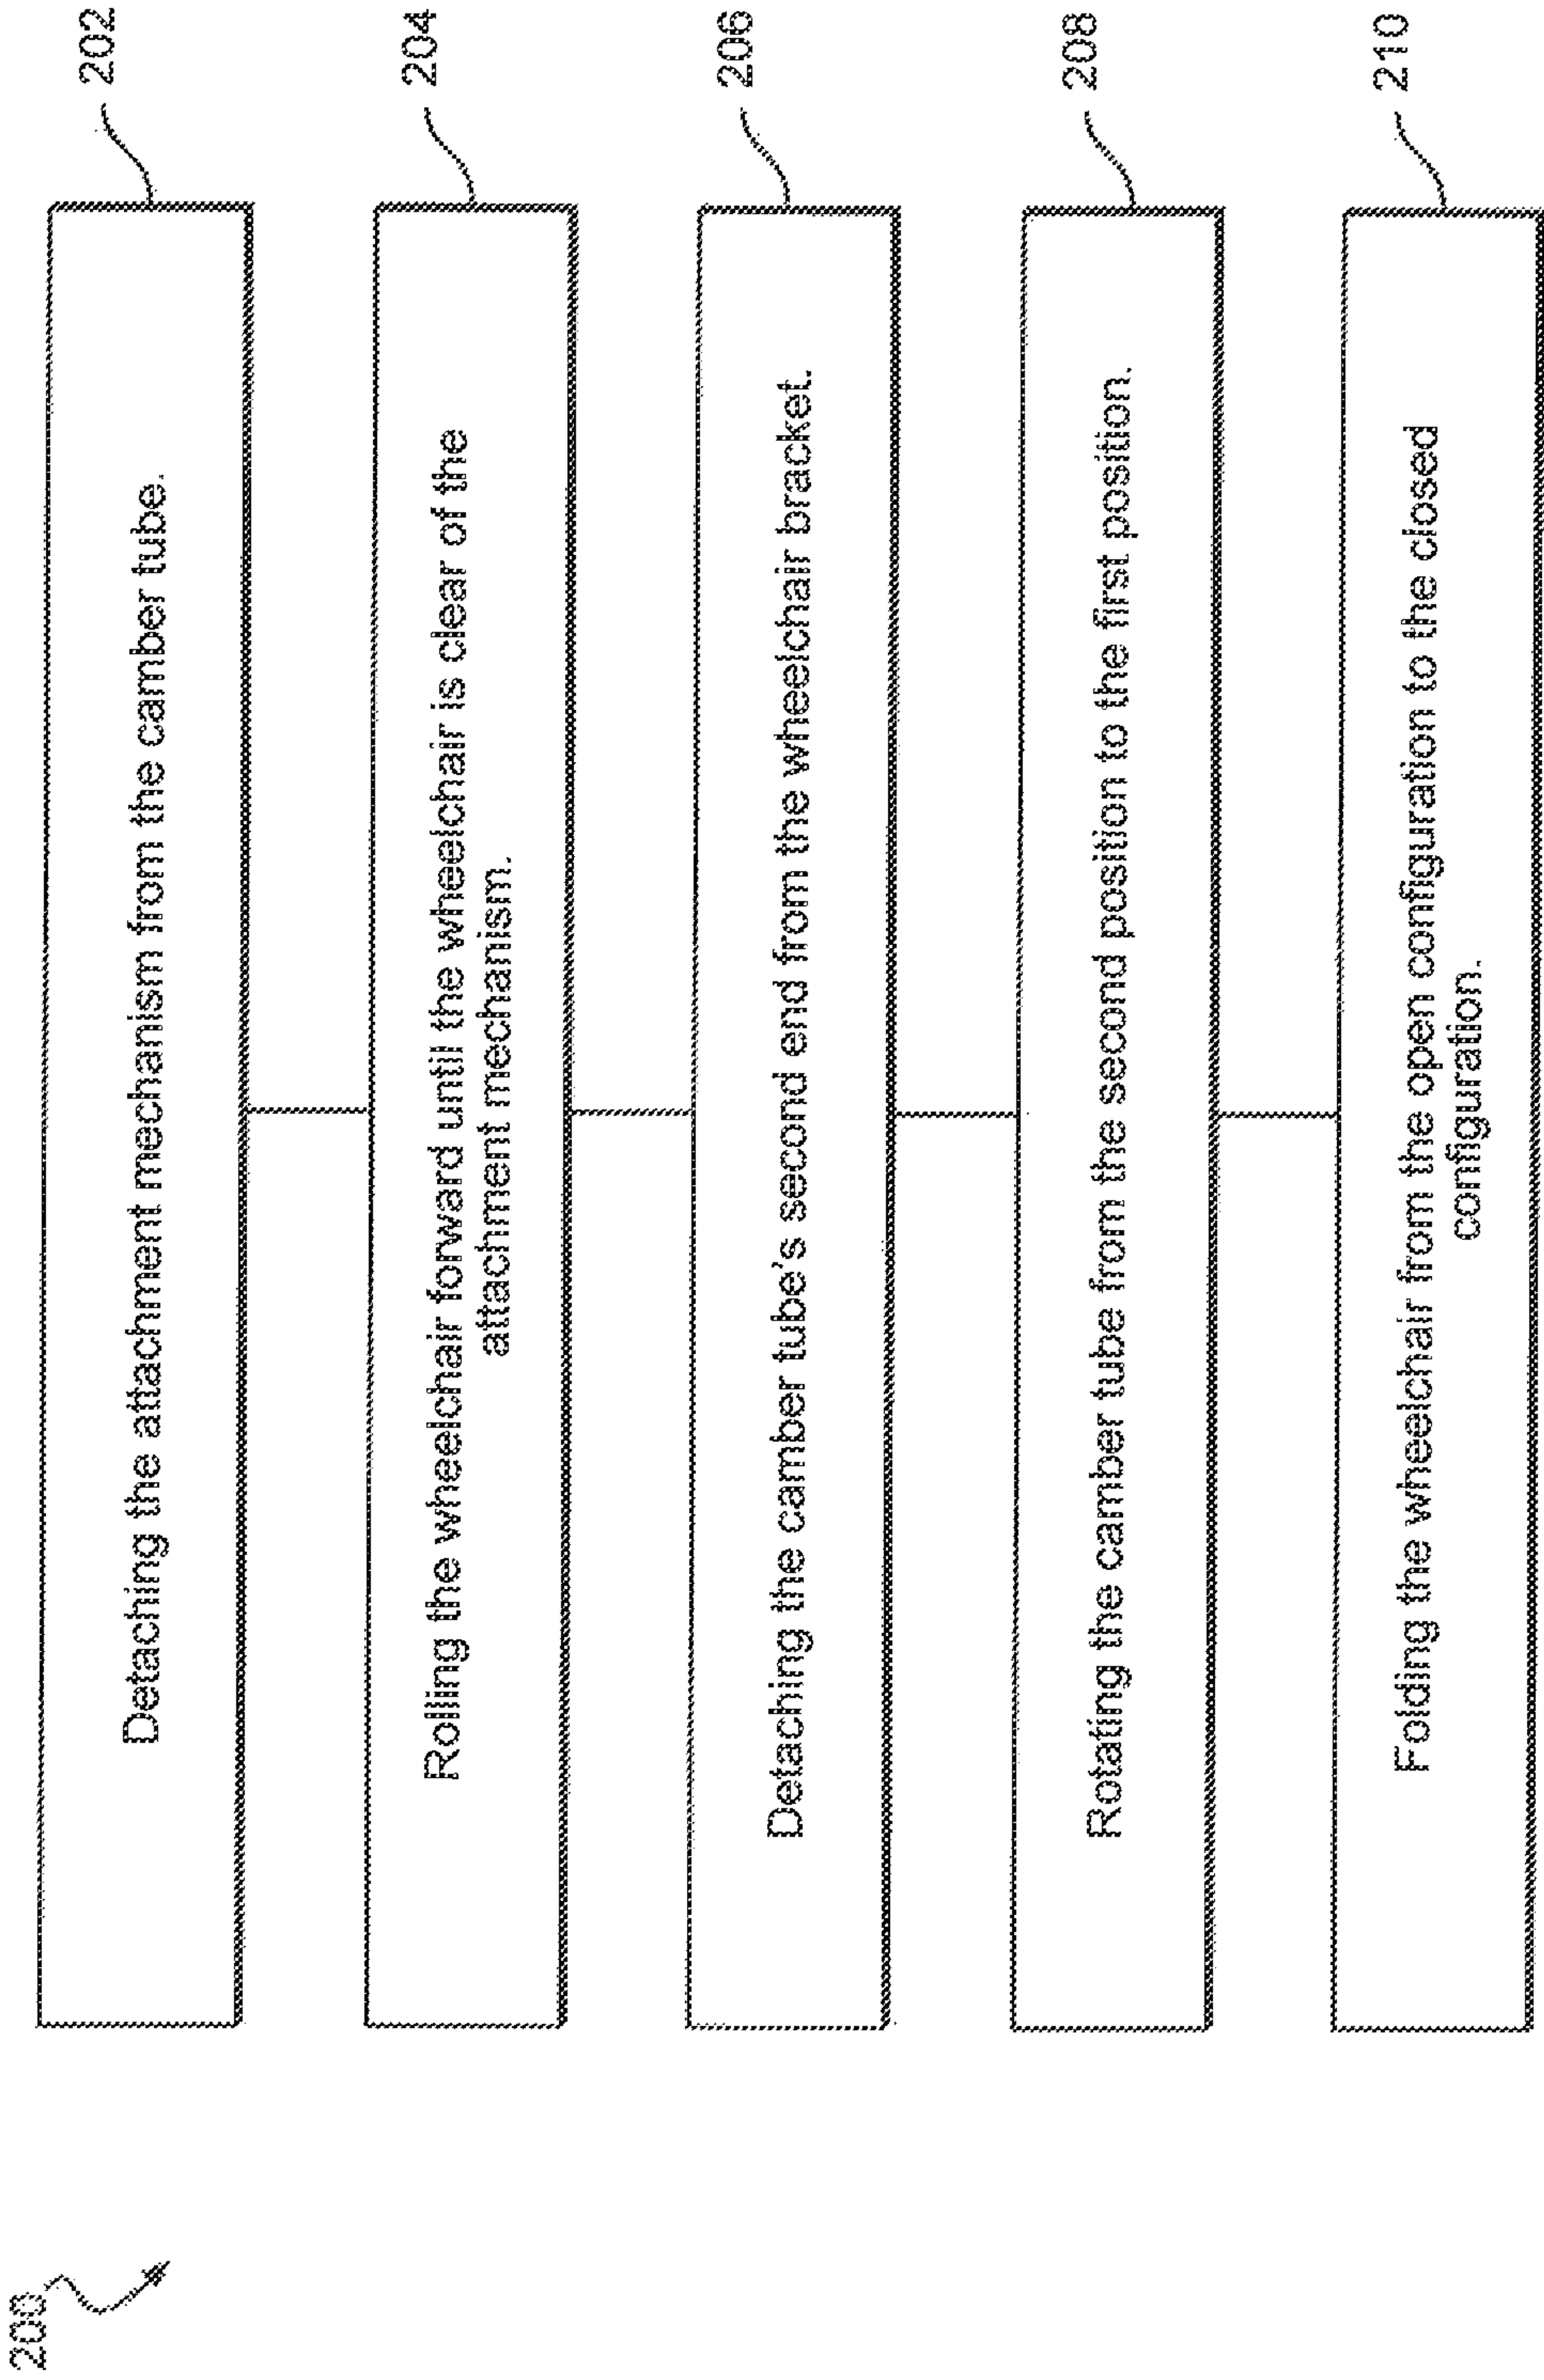 200
Detaching the attachment mechanism from the camber tube.
202
Rolling the wheelchair forward until the wheelchair is clear of the
attachment mechanism.
204
Detaching the camber tube's second end from the wheelchair bracket.
206
Rotating the camber tube from the second position to the first position.
208
Folding the wheelchair from the open configuration to the closed
configuration.
210